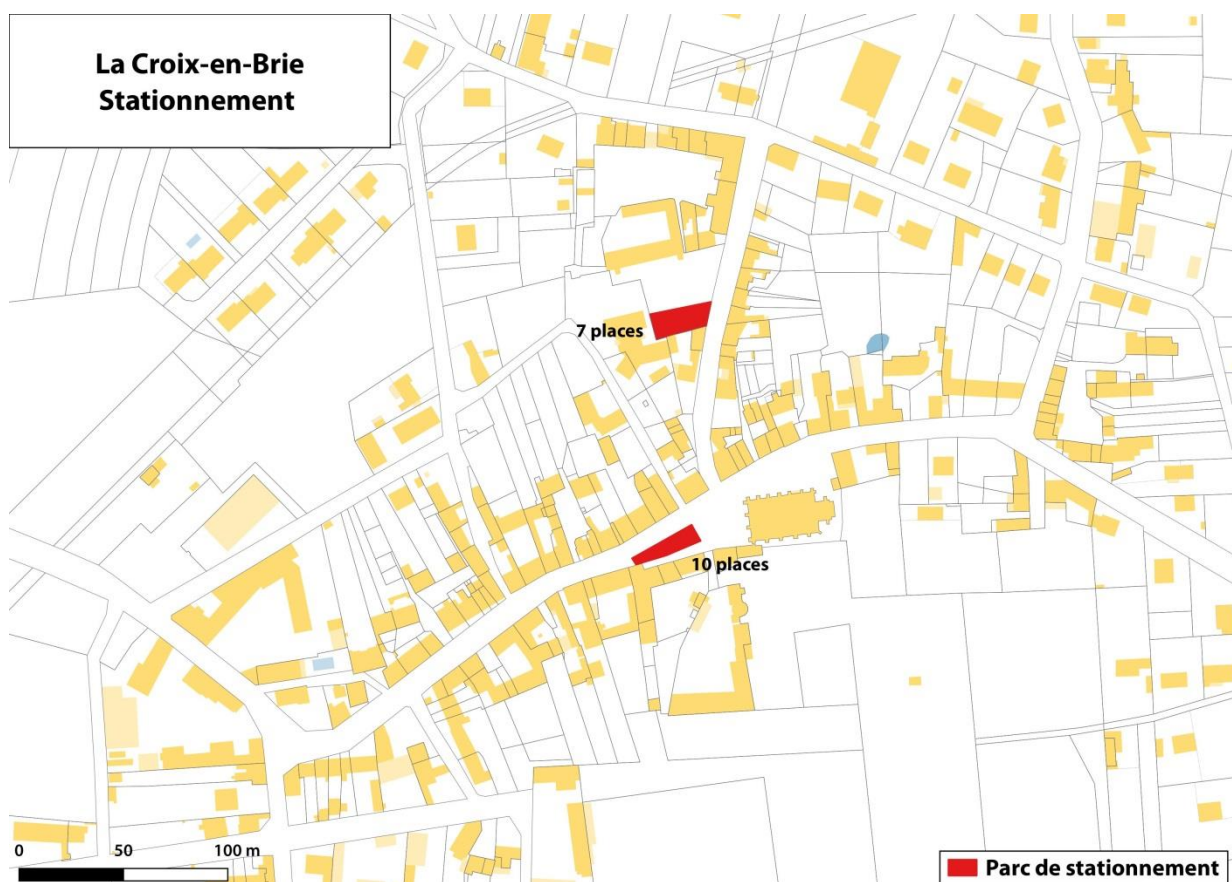 La Croix-en-Brie
Stationnement
7 places
10 places
0 50 100 m
Parc de stationnement